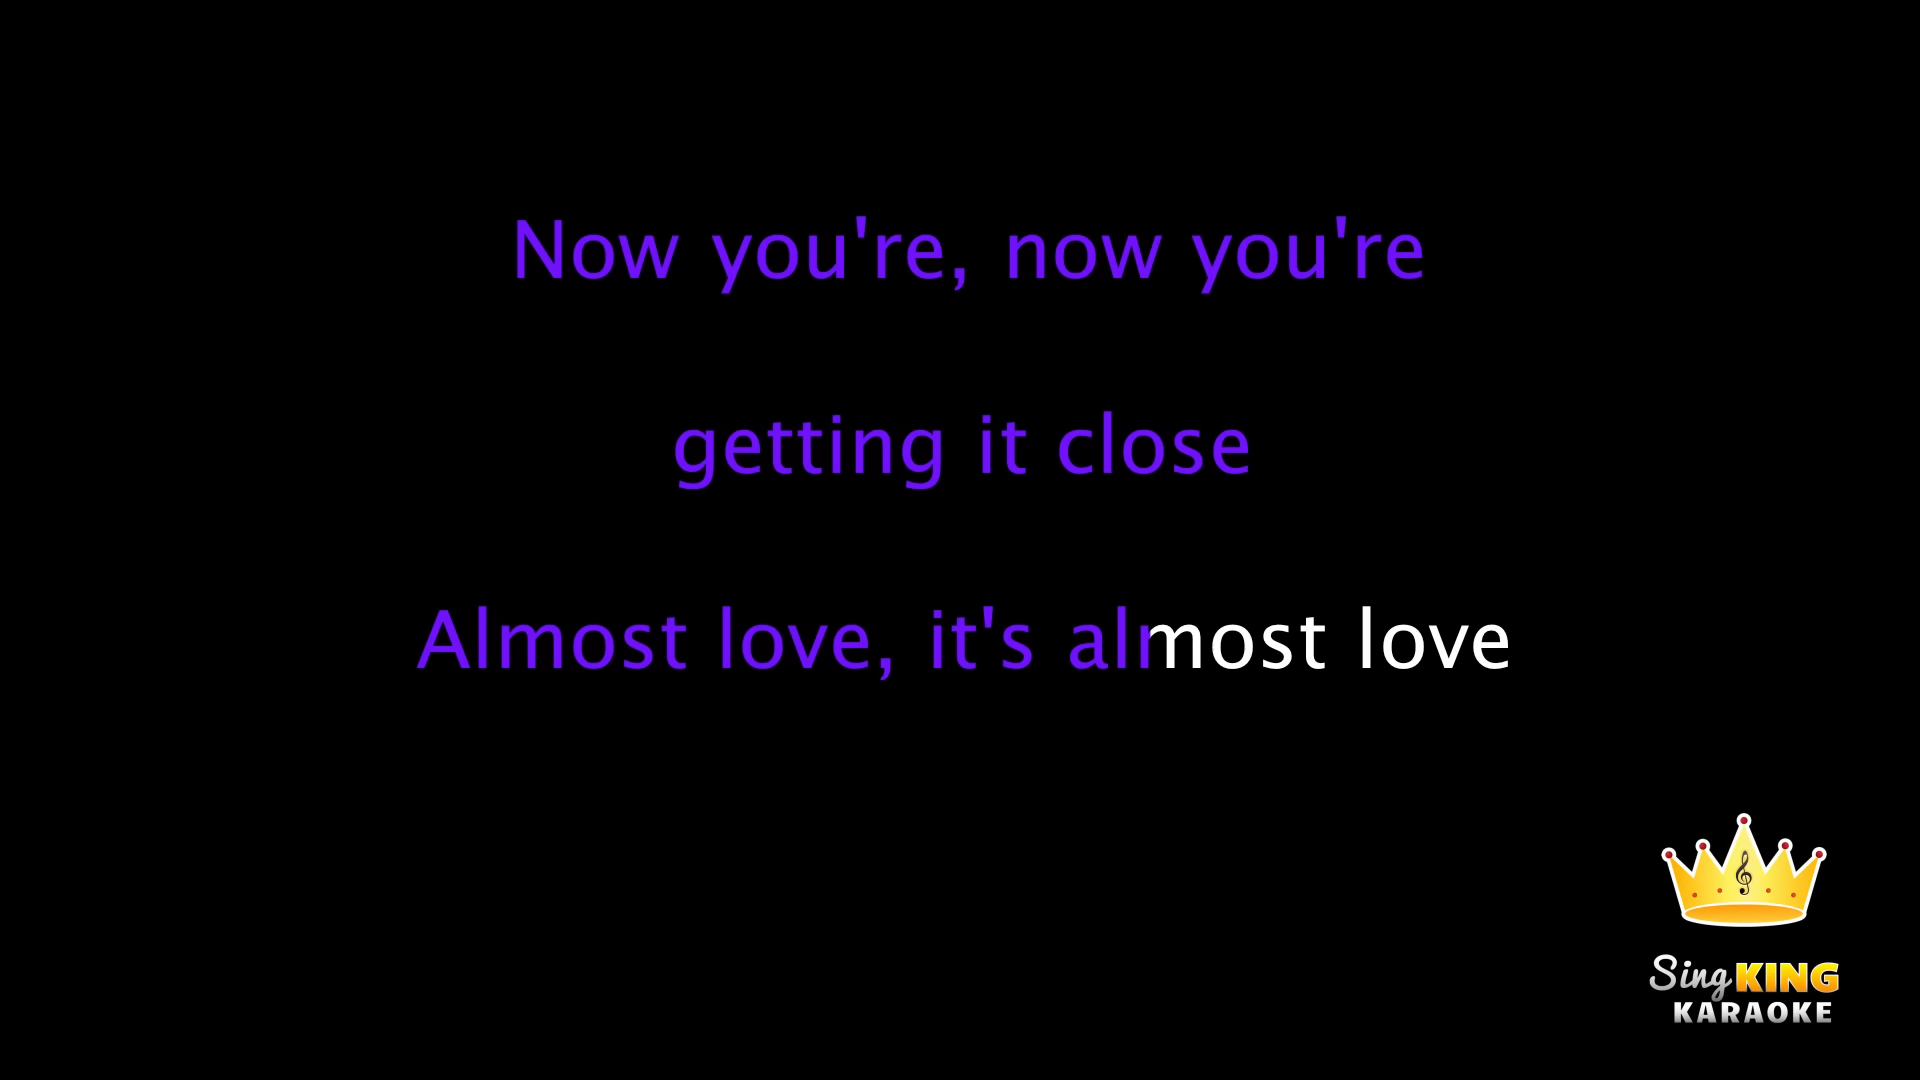 Now you're, now you're
getting it close
Almost love, it's almost love
Sing KING
KARAOKE